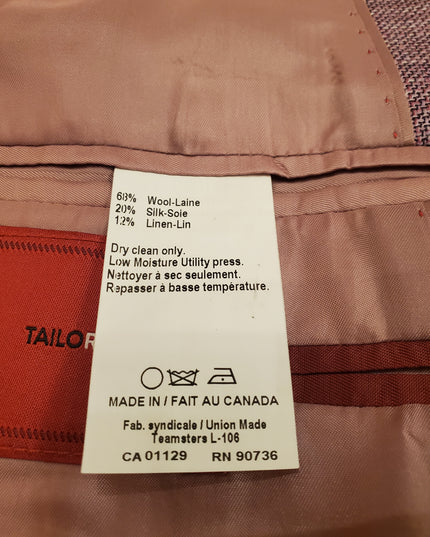 68% Wool-Laine
20% Silk-Soie
12% Linen-Lin
Dry clean only.
Low Moisture Utility press.
Nettoyer à sec seulement.
Repasser à basse température.
TAILOR
MADE IN / FAIT AU CANADA
Fab. syndicale / Union Made
Teamsters L-106
CA 01129 RN 90736